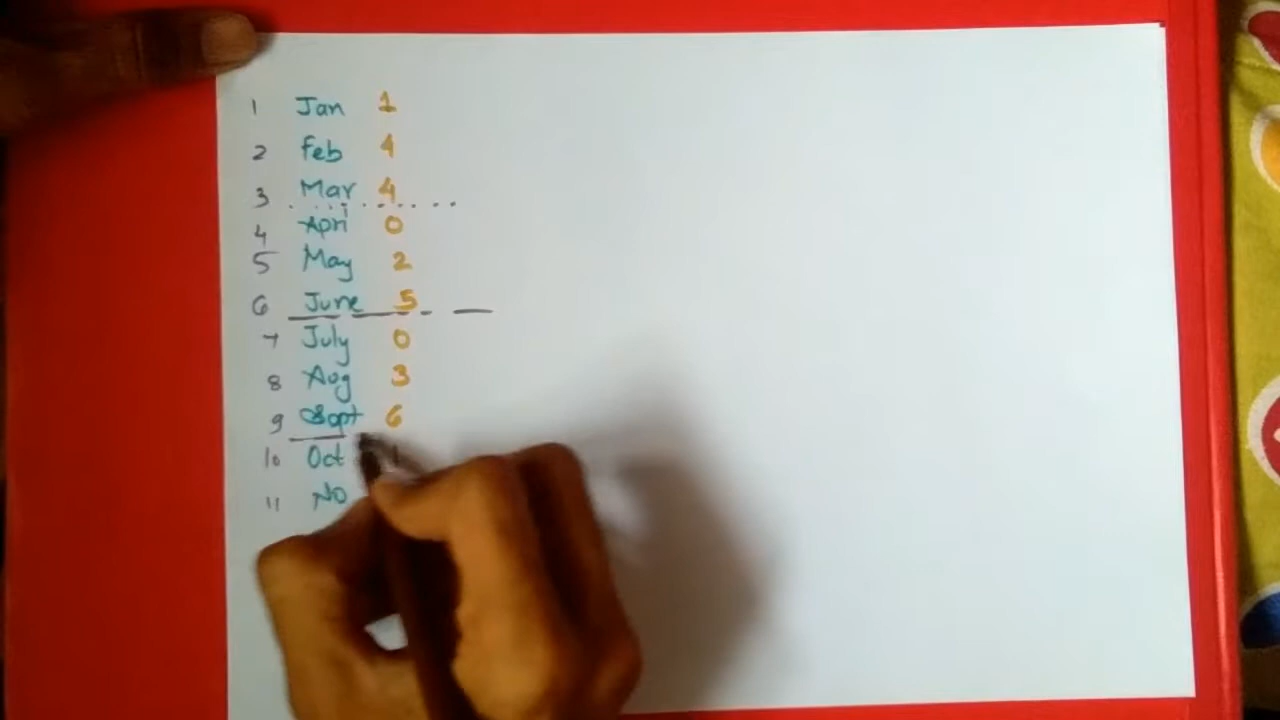 1 Jan 1
2 Feb 4
3 Mar 4
4 Apri 0
5 May 2
6 June 5
7 July 0
8 Aug 3
9 Sept 6
10 Oct
11 No